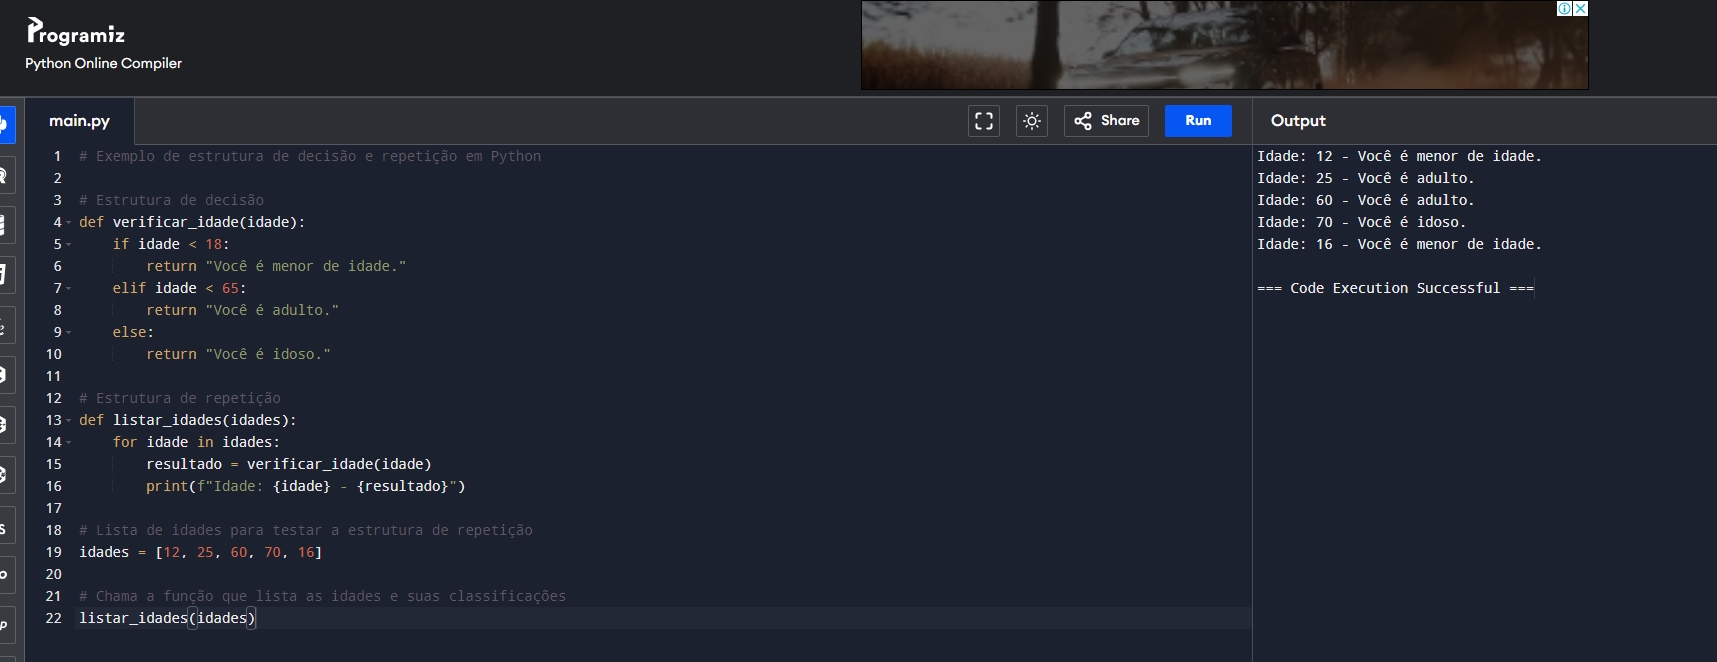 Programiz
Python Online Compiler
main.py
Share
Run
Output
1 # Exemplo de estrutura de decisão e repetição em Python
2
3 # Estrutura de decisão
4 def verificar_idade(idade):
5     if idade < 18:
6         return "Você é menor de idade."
7     elif idade < 65:
8         return "Você é adulto."
9     else:
10         return "Você é idoso."
11
12 # Estrutura de repetição
13 def listar_idades(idades):
14     for idade in idades:
15         resultado = verificar_idade(idade)
16         print(f"Idade: {idade} - {resultado}")
17
18 # Lista de idades para testar a estrutura de repetição
19 idades = [12, 25, 60, 70, 16]
20
21 # Chama a função que lista as idades e suas classificações
22 listar_idades(idades)
Idade: 12 - Você é menor de idade.
Idade: 25 - Você é adulto.
Idade: 60 - Você é adulto.
Idade: 70 - Você é idoso.
Idade: 16 - Você é menor de idade.
=== Code Execution Successful ===